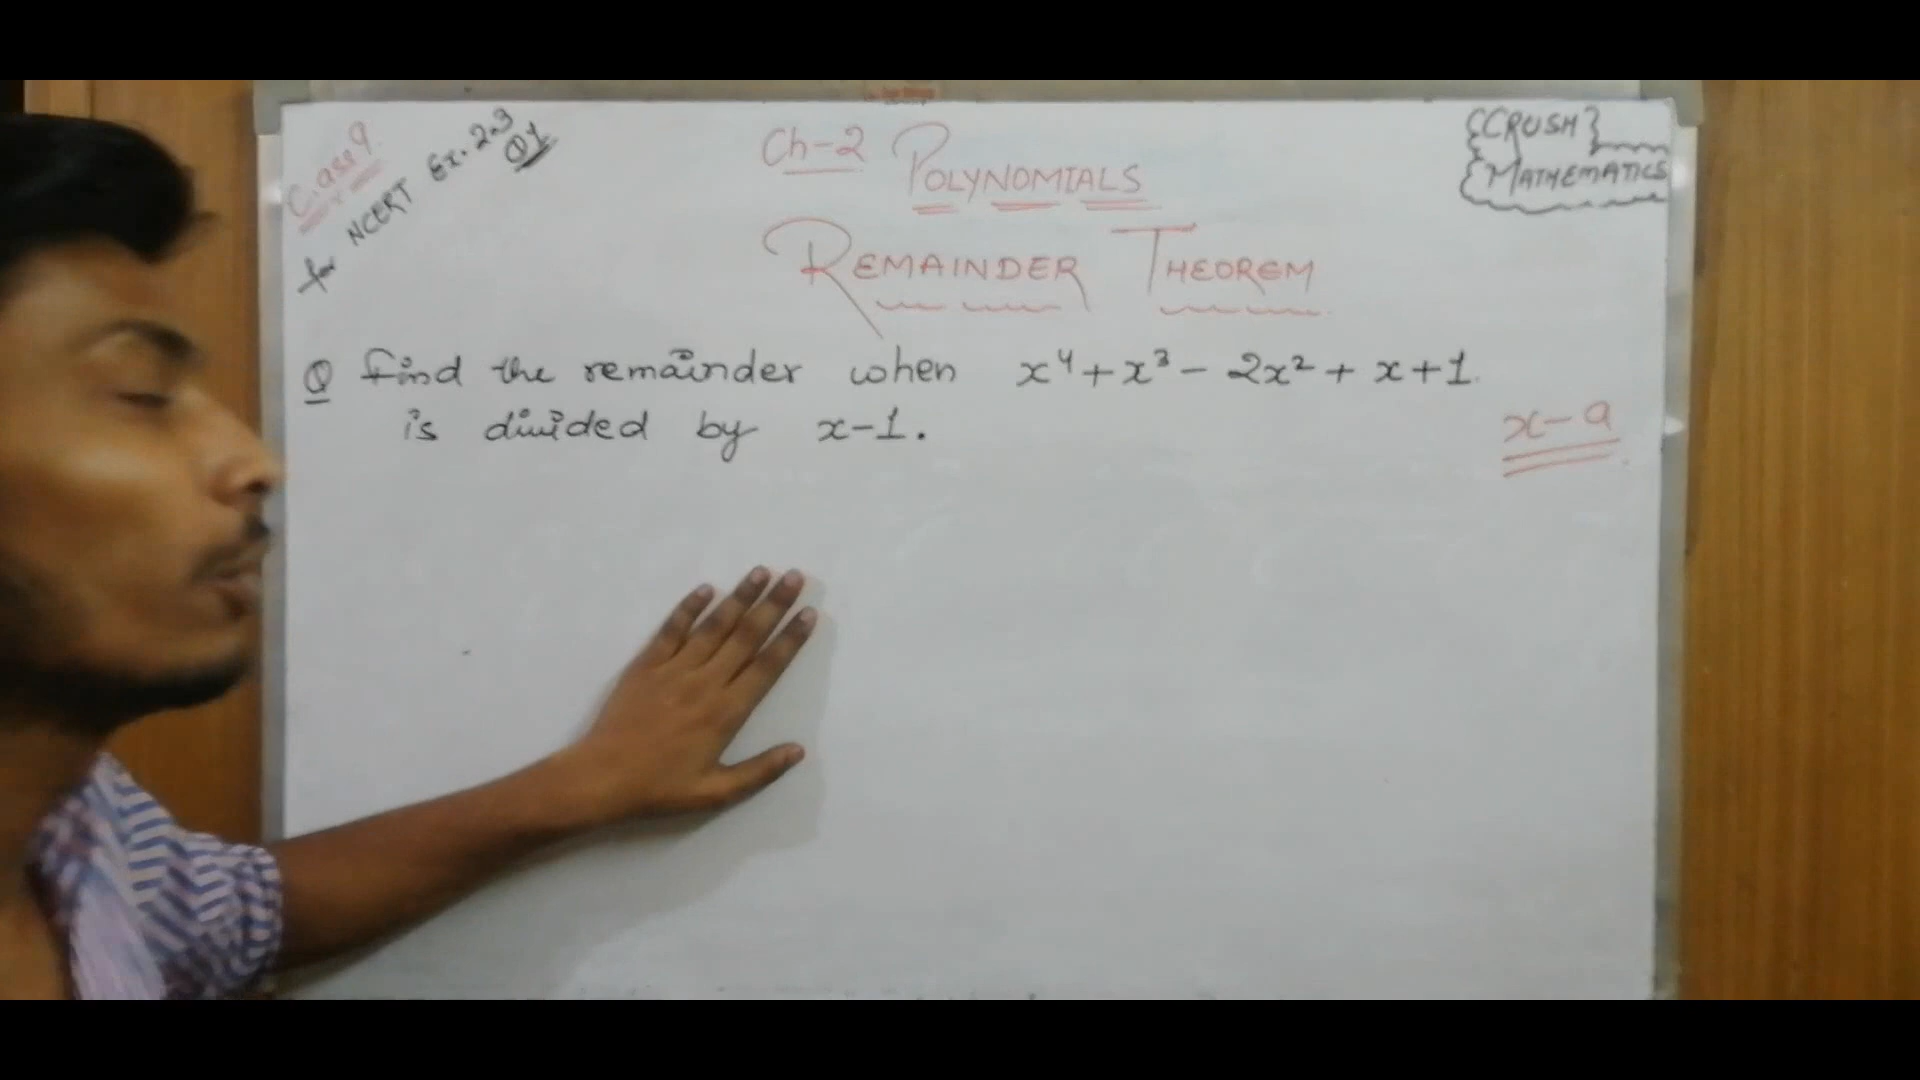 Class 9
for NCERT Ex. 2.3
Q1
Ch-2 POLYNOMIALS
CRUSH
MATHEMATICS
REMAINDER THEOREM
Q Find the remainder when x⁴+x³-2x²+x+1
is divided by x-1.
x-a